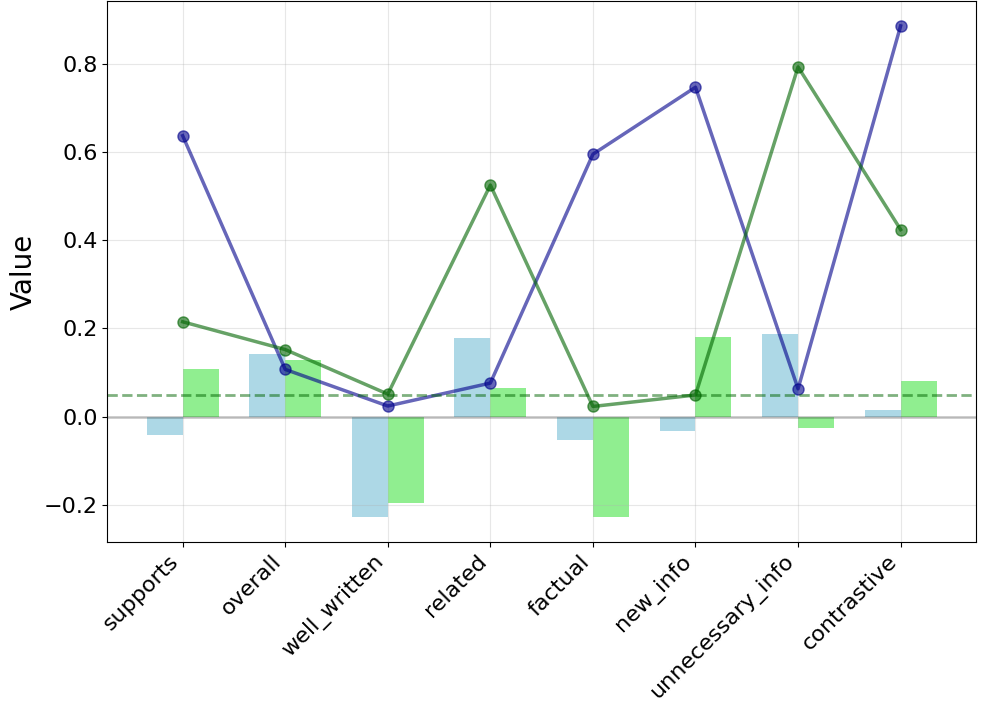 Value
0.8
0.6
0.4
0.2
0.0
−0.2
supports
overall
well_written
related
factual
new_info
unnecessary_info
contrastive